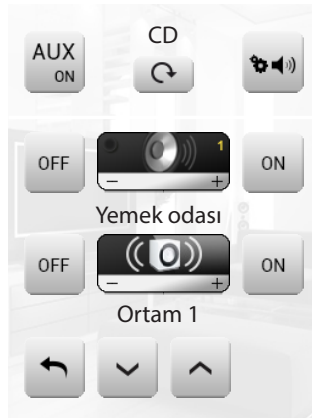 AUX
ON
CD
OFF
1
ON
− +
Yemek odası
OFF
ON
− +
Ortam 1